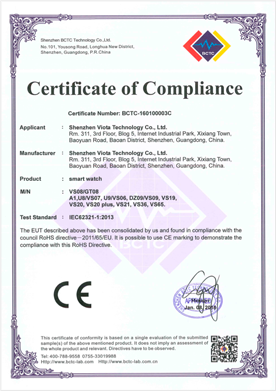 Shenzhen BCTC Technology Co.,Ltd.
No.101, Yousong Road, Longhua New District,
Shenzhen, Guangdong, P.R.China
BCTC
Certificate of Compliance
Certificate Number: BCTC-160100003C
Applicant : Shenzhen Viota Technology Co., Ltd.
Rm. 311, 3rd Floor, Blog 5, Internet Industrial Park, Xixiang Town,
Baoyuan Road, Baoan District, Shenzhen, Guangdong, China.
Manufacturer : Shenzhen Viota Technology Co., Ltd.
Rm. 311, 3rd Floor, Blog 5, Internet Industrial Park, Xixiang Town,
Baoyuan Road, Baoan District, Shenzhen, Guangdong, China.
Product : smart watch
M/N : VS08/GT08
A1,U8/VS07, U9/VS06, DZ09/VS09, VS19,
VS20, VS20 plus, VS21, VS36, VS65.
Test Standard : IEC62321-1:2013
The EUT described above has been consolidated by us and found in compliance with the
council RoHS directive--2011/65/EU. It is possible to use CE marking to demonstrate the
compliance with this RoHS Directive.
CE
Manager
This certificate of conformity is based on a single evaluation of the submitted
sample(s) of the above mentioned product. It does not imply an assessment of
the whole product and relevant. Directives have to be observed.
Tel: 400-788-9558 0755-33019988
http://www.bctc-lab.com.cn